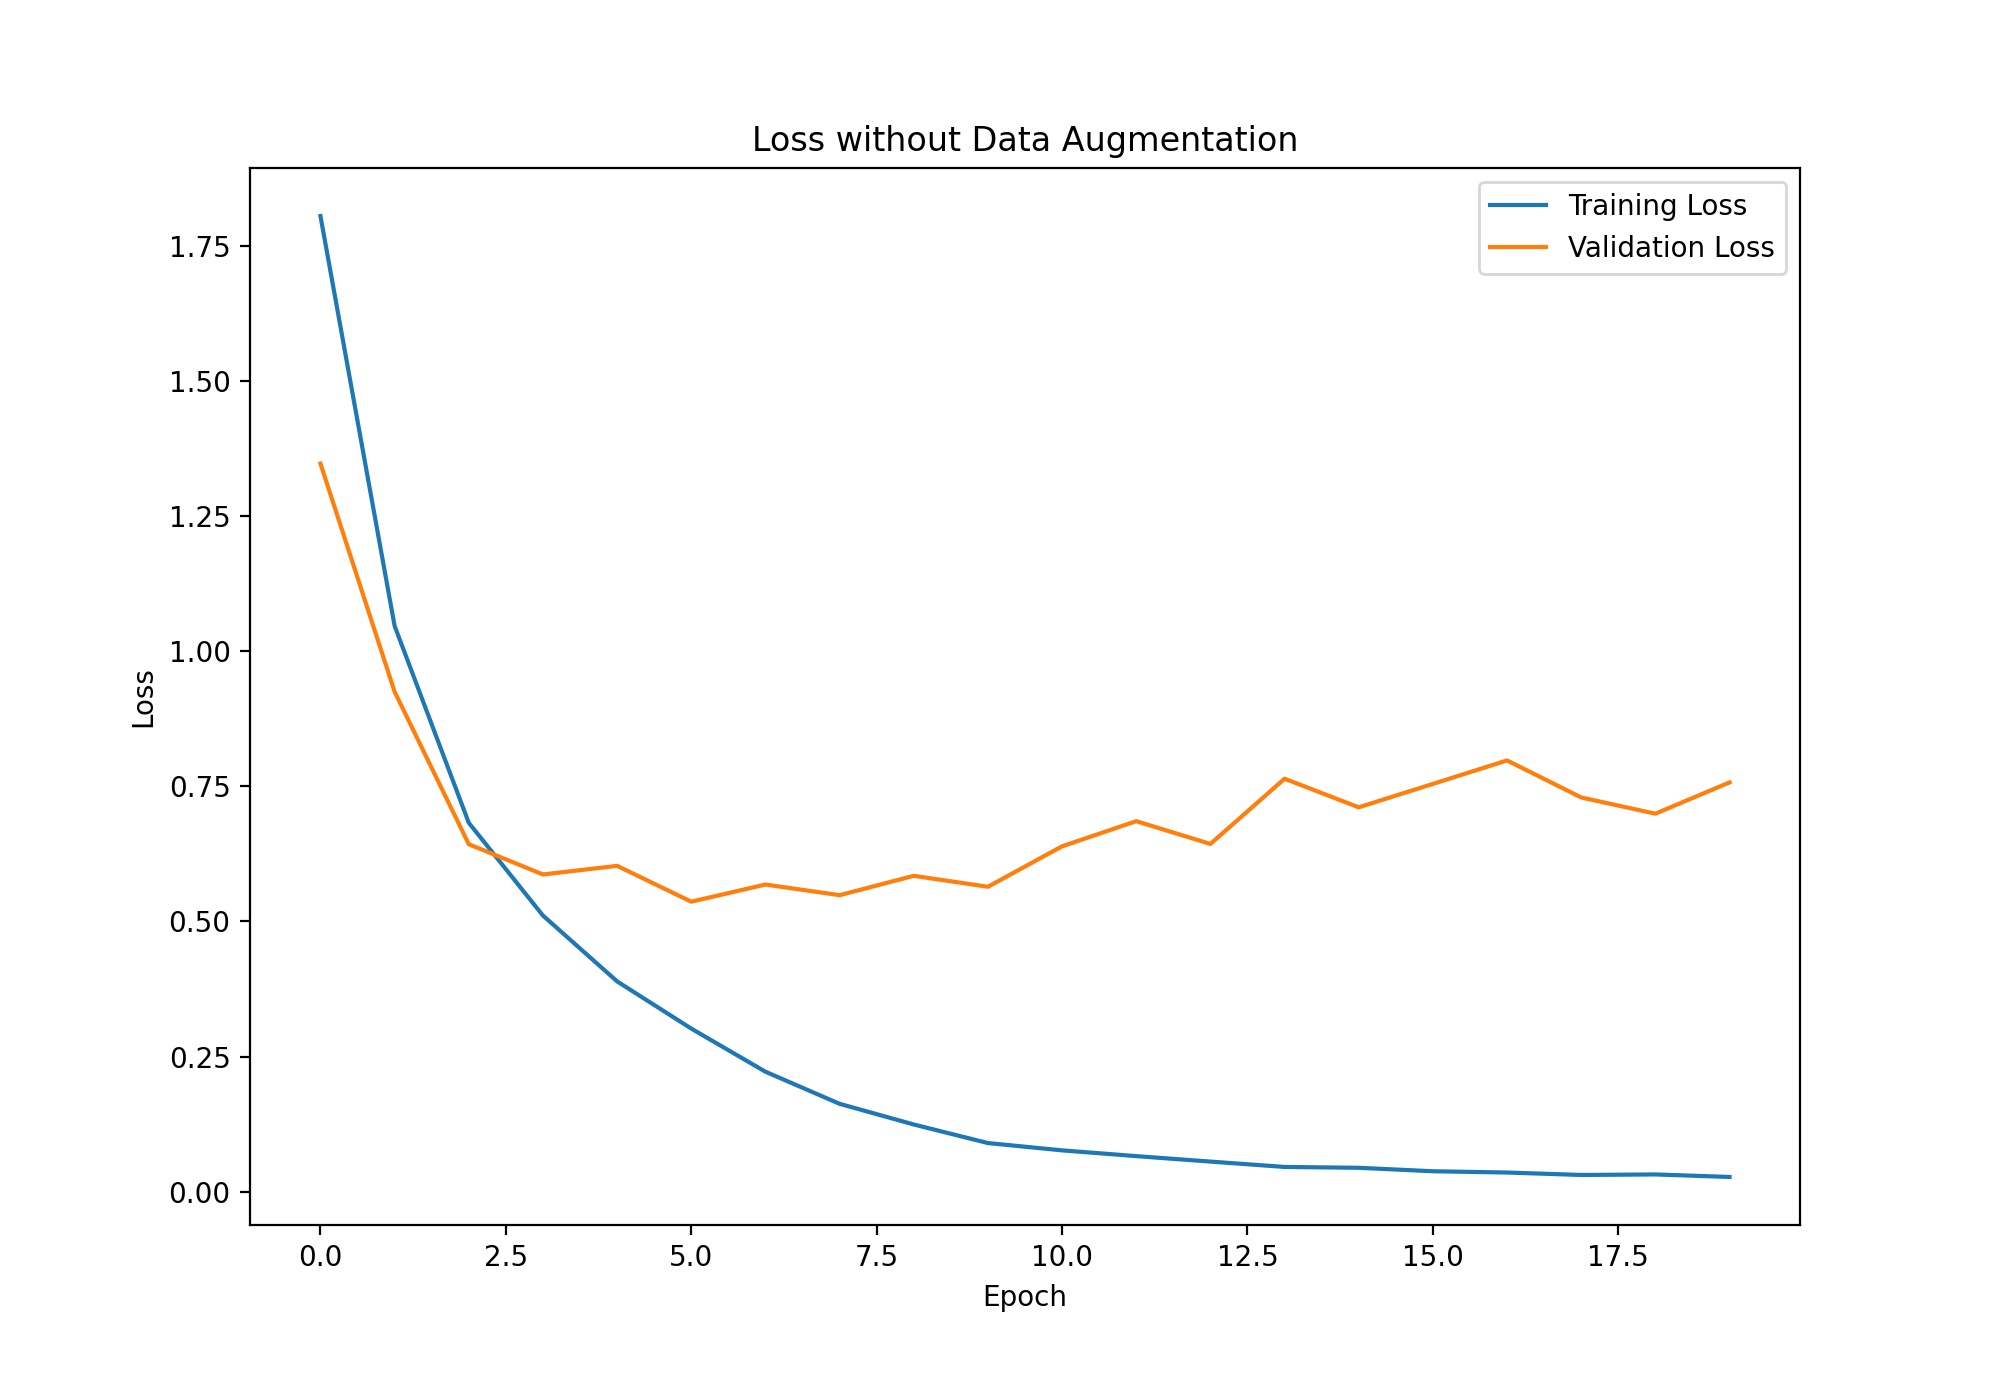 Loss without Data Augmentation
Training Loss
Validation Loss
1.75
1.50
1.25
1.00
0.75
0.50
0.25
0.00
Loss
0.0 2.5 5.0 7.5 10.0 12.5 15.0 17.5
Epoch